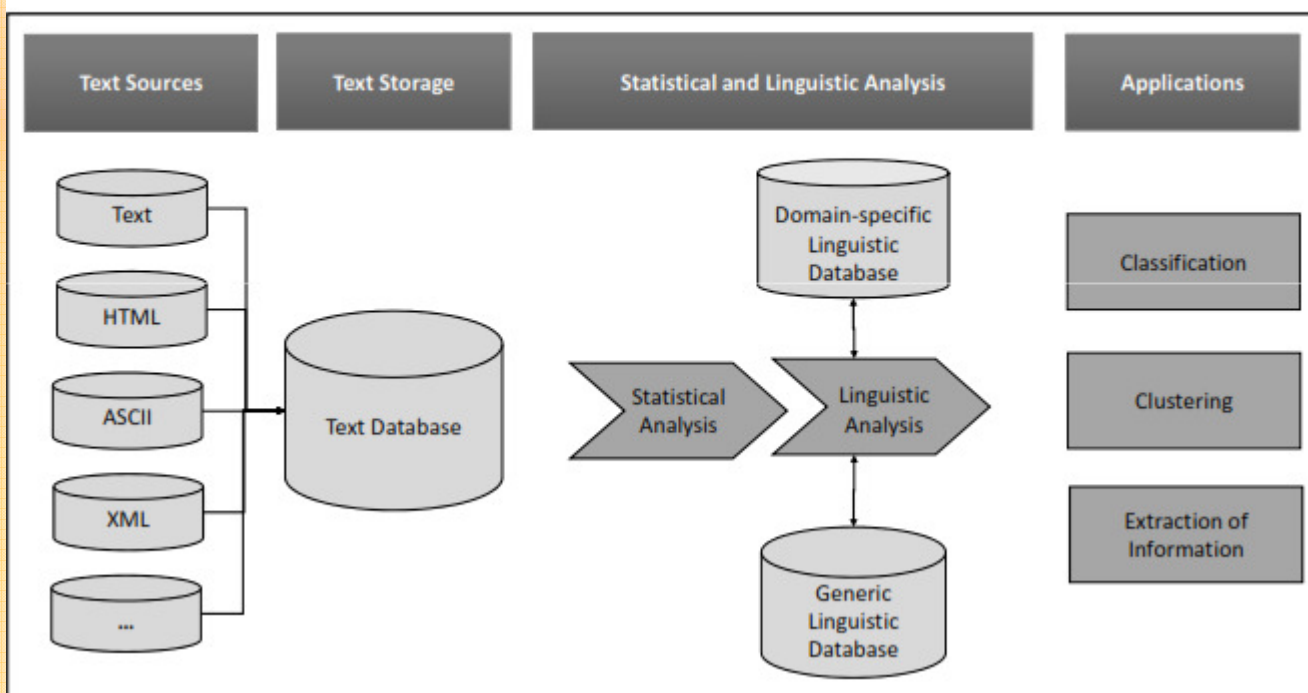 Text Sources
Text Storage
Statistical and Linguistic Analysis
Applications
Text
HTML
ASCII
XML
...
Text Database
Statistical
Analysis
Domain-specific
Linguistic
Database
Linguistic
Analysis
Generic
Linguistic
Database
Classification
Clustering
Extraction of
Information